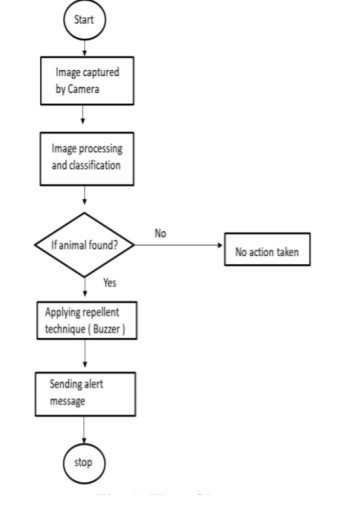 Start
Image captured
by Camera
Image processing
and classification
If animal found?
No
No action taken
Yes
Applying repellent
technique ( Buzzer )
Sending alert
message
stop